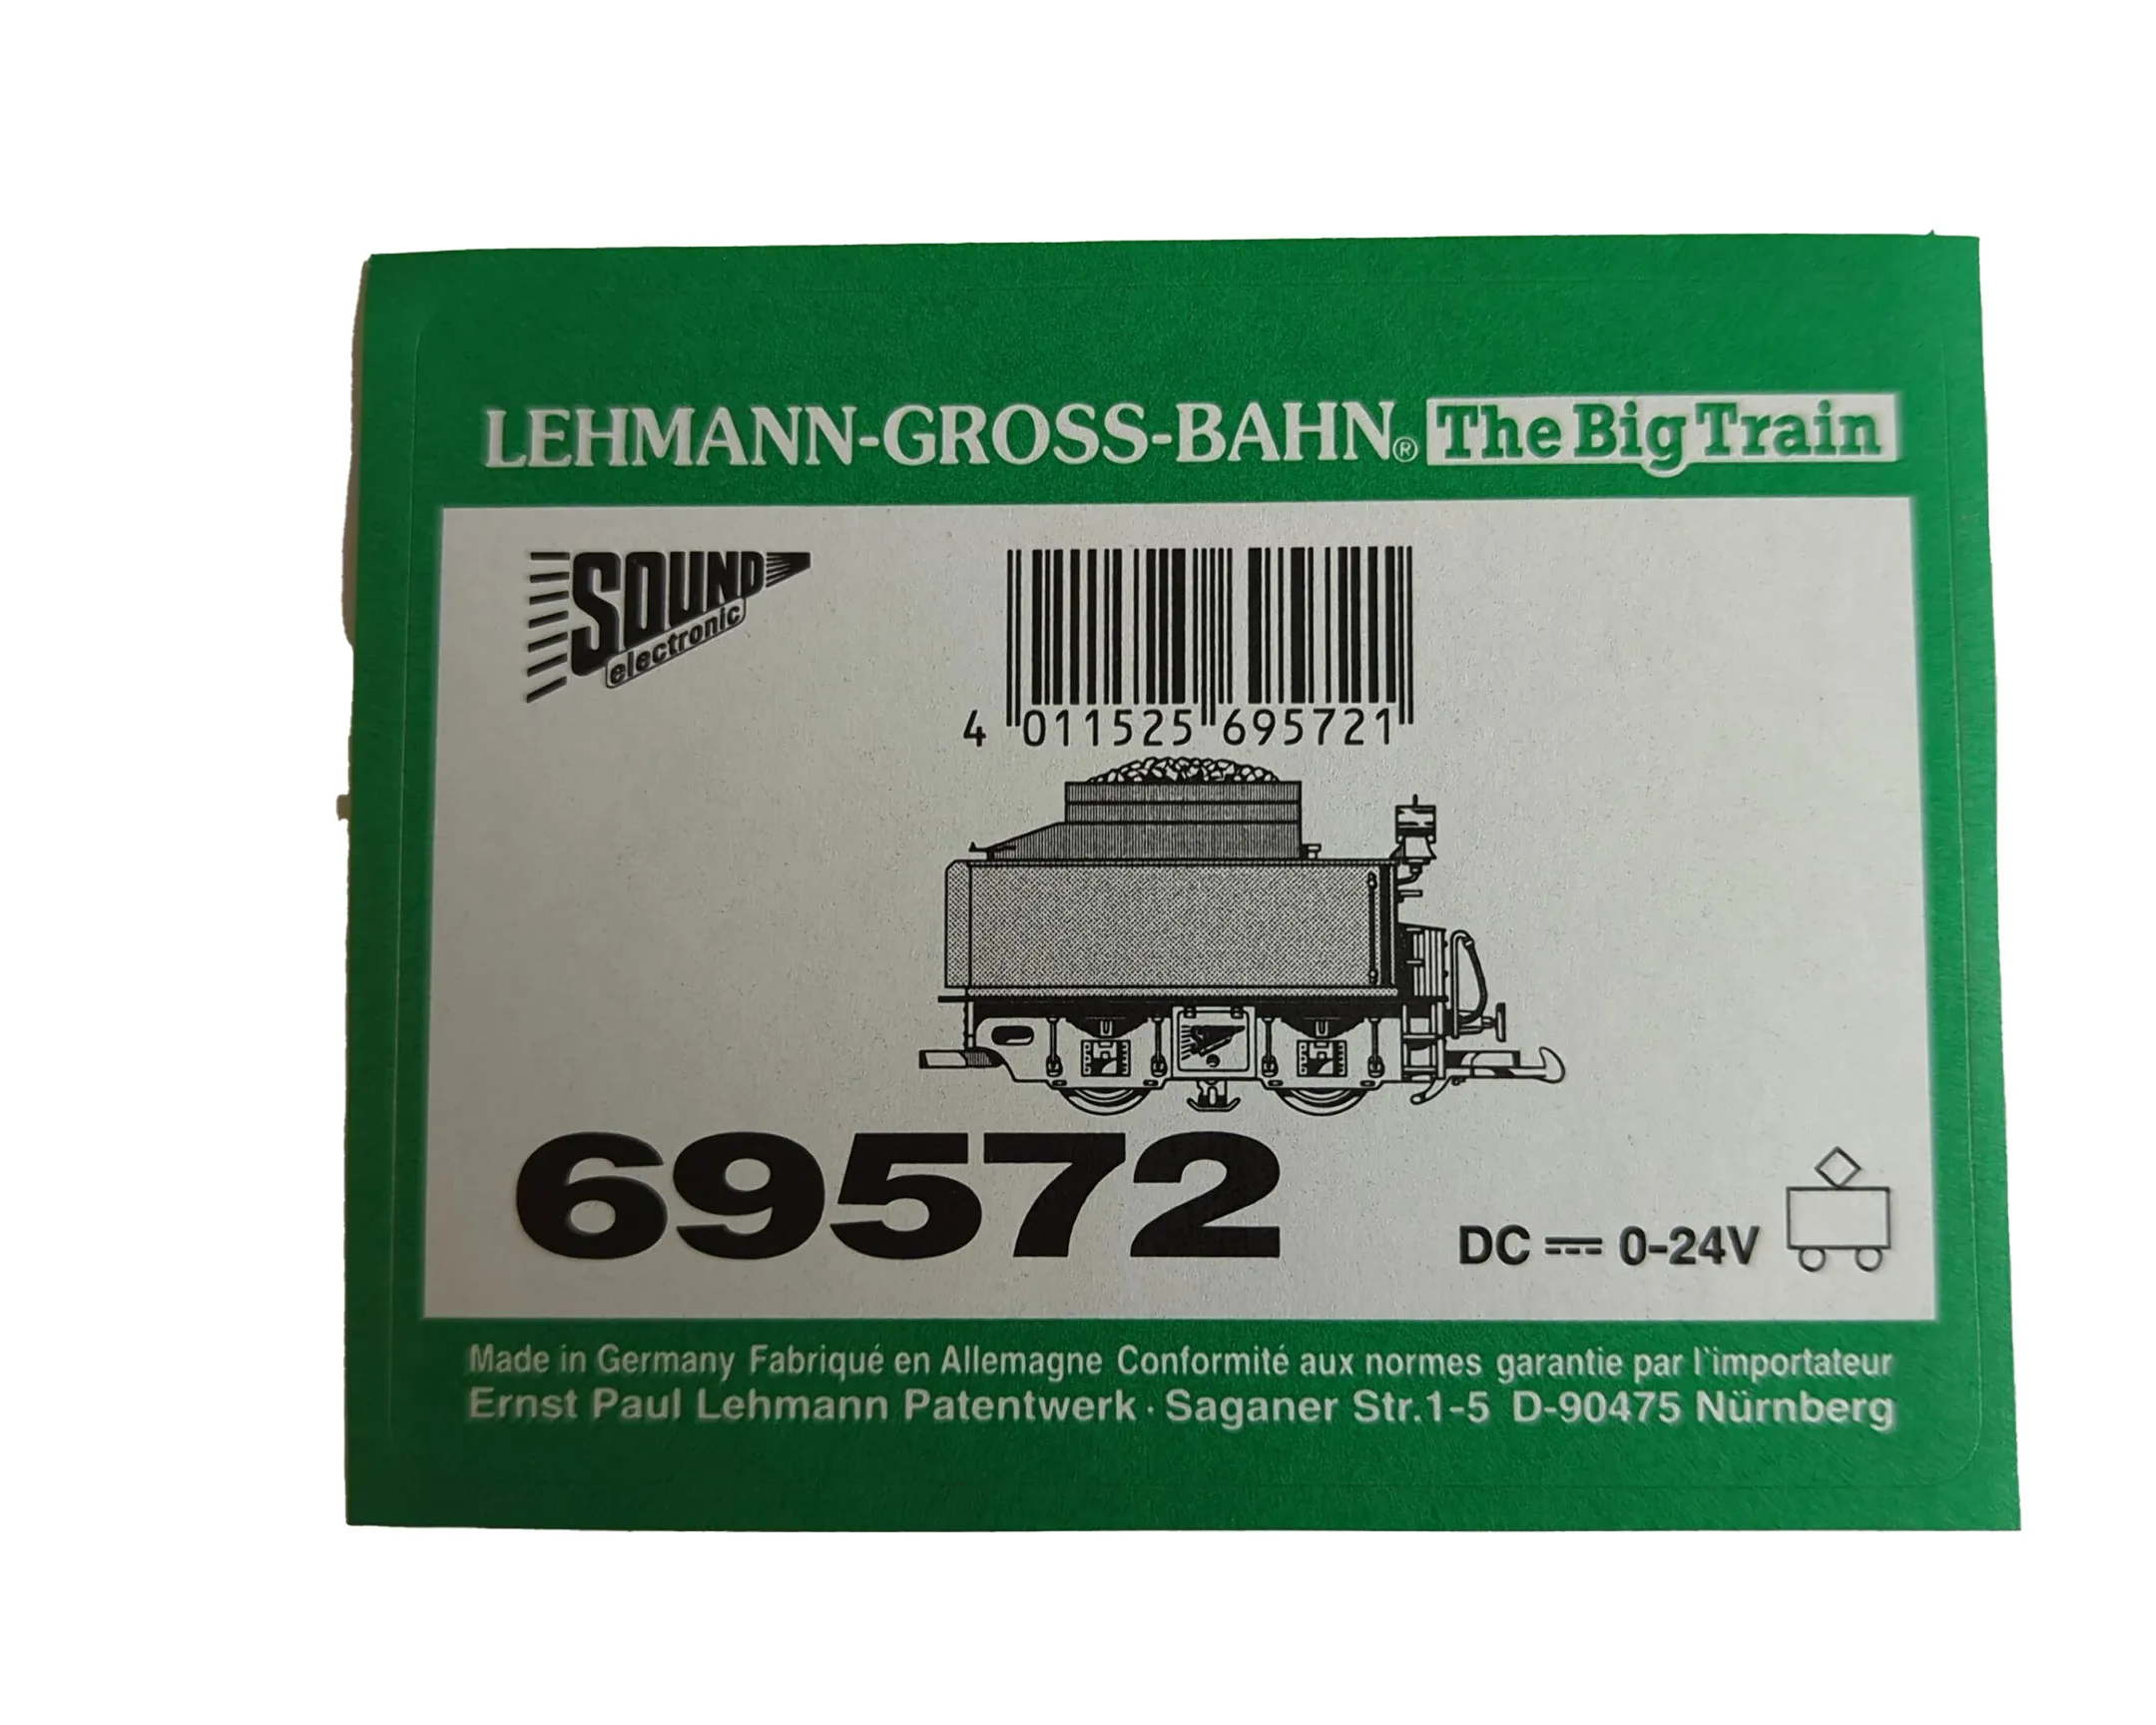 LEHMANN-GROSS-BAHN® The Big Train
SOUND
electronic
4 011525 695721
69572
DC ⎓ 0-24V
Made in Germany Fabriqué en Allemagne Conformité aux normes garantie par l'importateur
Ernst Paul Lehmann Patentwerk · Saganer Str.1-5 D-90475 Nürnberg